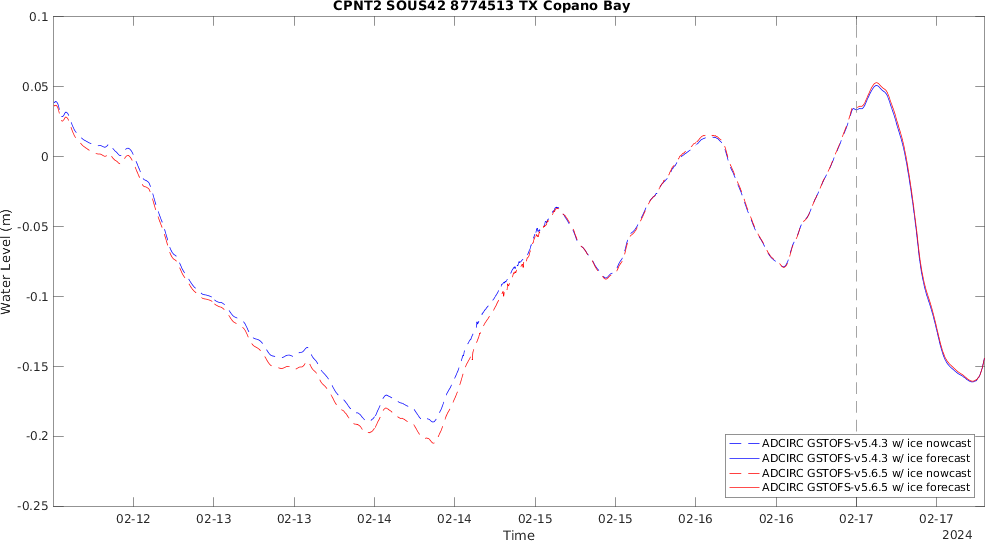 CPNT2 SOUS42 8774513 TX Copano Bay
0.1
0.05
0
-0.05
-0.1
-0.15
-0.2
-0.25
Water Level (m)
ADCIRC GSTOFS-v5.4.3 w/ ice nowcast
ADCIRC GSTOFS-v5.4.3 w/ ice forecast
ADCIRC GSTOFS-v5.6.5 w/ ice nowcast
ADCIRC GSTOFS-v5.6.5 w/ ice forecast
02-12 02-13 02-13 02-14 02-14 02-15 02-15 02-16 02-16 02-17 02-17
Time
2024